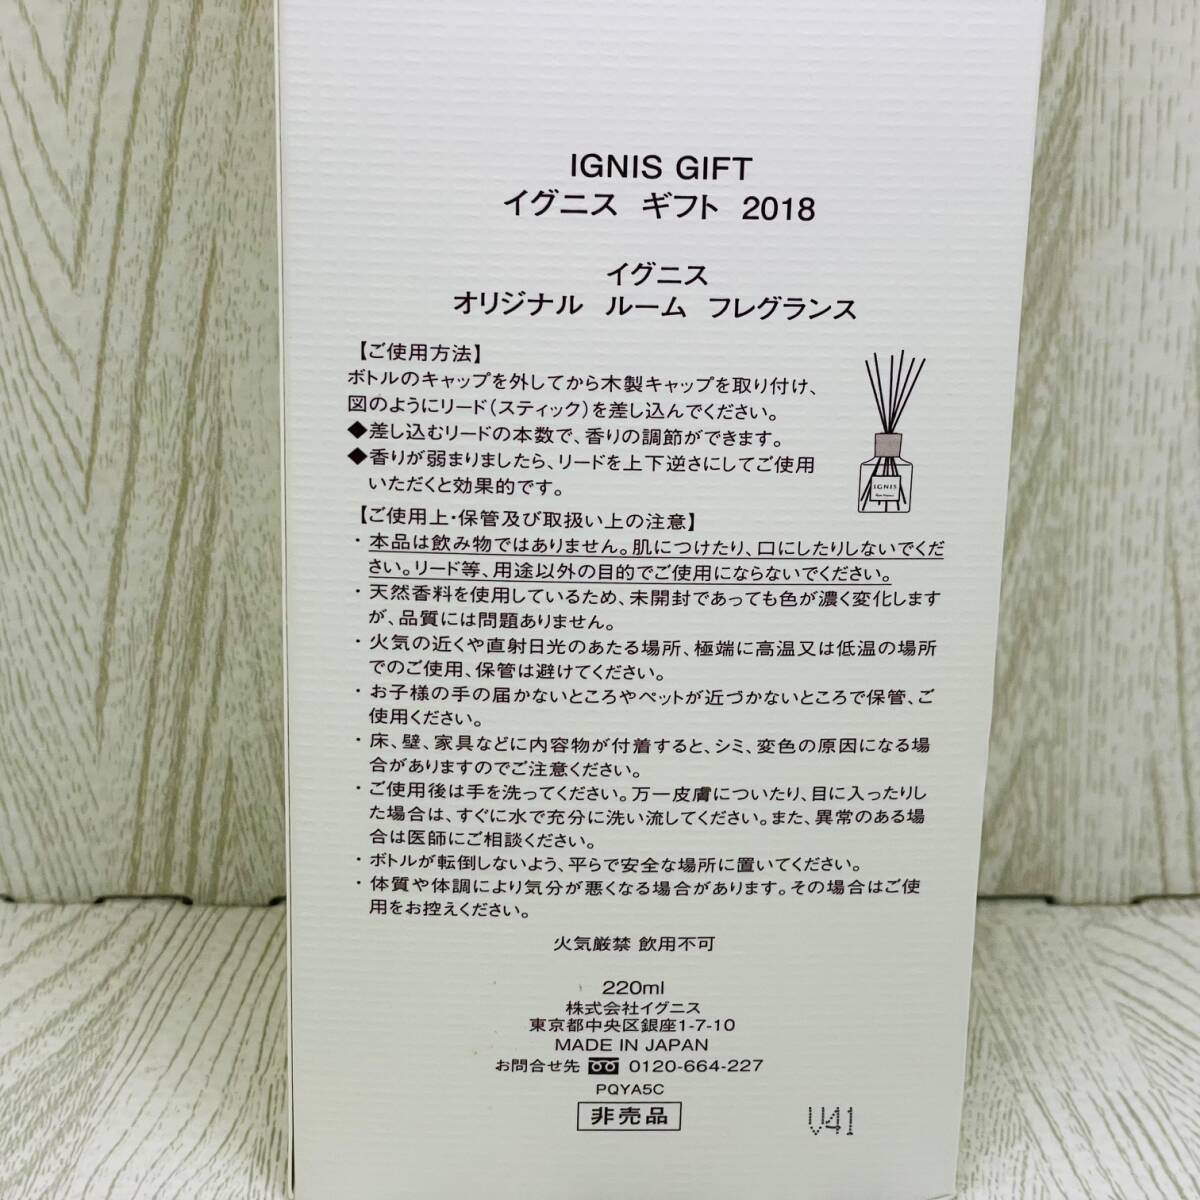 IGNIS GIFT
イグニス ギフト 2018
イグニス
オリジナル ルーム フレグランス
【ご使用方法】
ボトルのキャップを外してから木製キャップを取り付け、
図のようにリード(スティック)を差し込んでください。
◆差し込むリードの本数で、香りの調節ができます。
◆香りが弱まりましたら、リードを上下逆さにしてご使用
いただくと効果的です。
IGNIS
【ご使用上・保管及び取扱い上の注意】
・本品は飲み物ではありません。肌につけたり、口にしたりしないでくだ
さい。リード等、用途以外の目的でご使用にならないでください。
・天然香料を使用しているため、未開封であっても色が濃く変化します
が、品質には問題ありません。
・火気の近くや直射日光のあたる場所、極端に高温又は低温の場所
でのご使用、保管は避けてください。
・お子様の手の届かないところやペットが近づかないところで保管、ご
使用ください。
・床、壁、家具などに内容物が付着すると、シミ、変色の原因になる場
合がありますのでご注意ください。
・ご使用後は手を洗ってください。万一皮膚についたり、目に入ったりし
た場合は、すぐに水で充分に洗い流してください。また、異常のある場
合は医師にご相談ください。
・ボトルが転倒しないよう、平らで安全な場所に置いてください。
・体質や体調により気分が悪くなる場合があります。その場合はご使
用をお控えください。
火気厳禁 飲用不可
220ml
株式会社イグニス
東京都中央区銀座1-7-10
MADE IN JAPAN
お問合せ先 0120-664-227
PQYA5C
非売品
V41